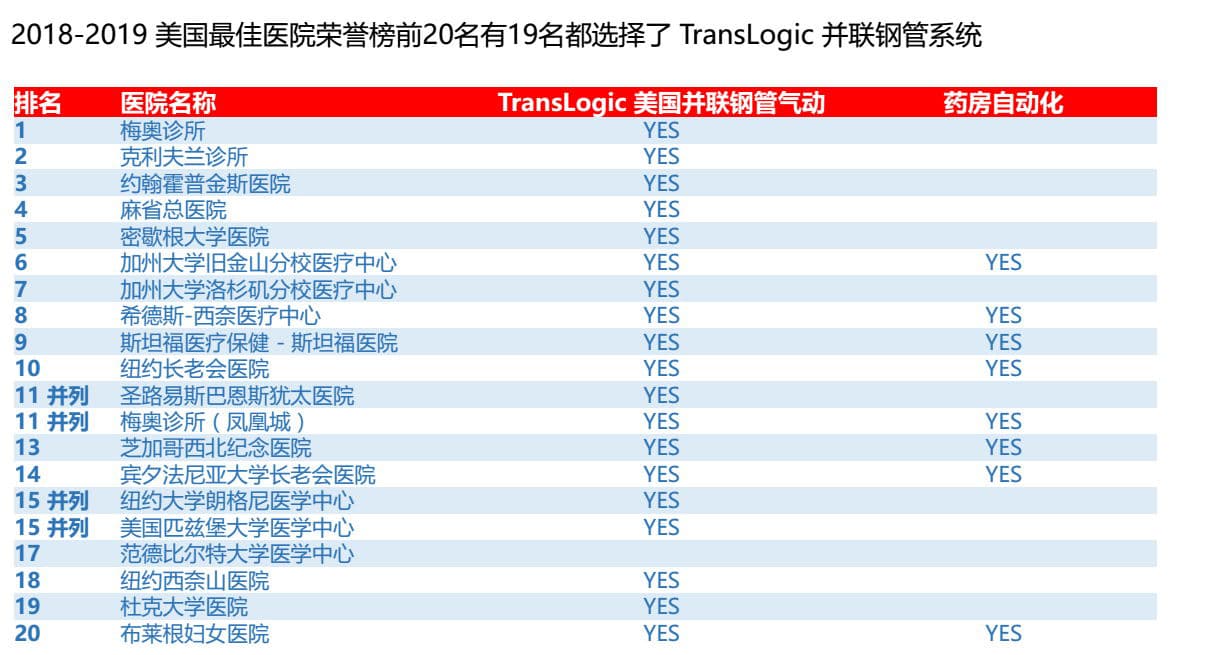 2018-2019 美国最佳医院荣誉榜前20名有19名都选择了 TransLogic 并联钢管系统
排名 医院名称 TransLogic 美国并联钢管气动 药房自动化
1 梅奥诊所 YES
2 克利夫兰诊所 YES
3 约翰霍普金斯医院 YES
4 麻省总医院 YES
5 密歇根大学医院 YES
6 加州大学旧金山分校医疗中心 YES YES
7 加州大学洛杉矶分校医疗中心 YES
8 希德斯-西奈医疗中心 YES YES
9 斯坦福医疗保健 - 斯坦福医院 YES YES
10 纽约长老会医院 YES YES
11 并列 圣路易斯巴恩斯犹太医院 YES
11 并列 梅奥诊所（凤凰城） YES YES
13 芝加哥西北纪念医院 YES YES
14 宾夕法尼亚大学长老会医院 YES YES
15 并列 纽约大学朗格尼医学中心 YES
15 并列 美国匹兹堡大学医学中心 YES
17 范德比尔特大学医学中心
18 纽约西奈山医院 YES
19 杜克大学医院 YES
20 布莱根妇女医院 YES YES